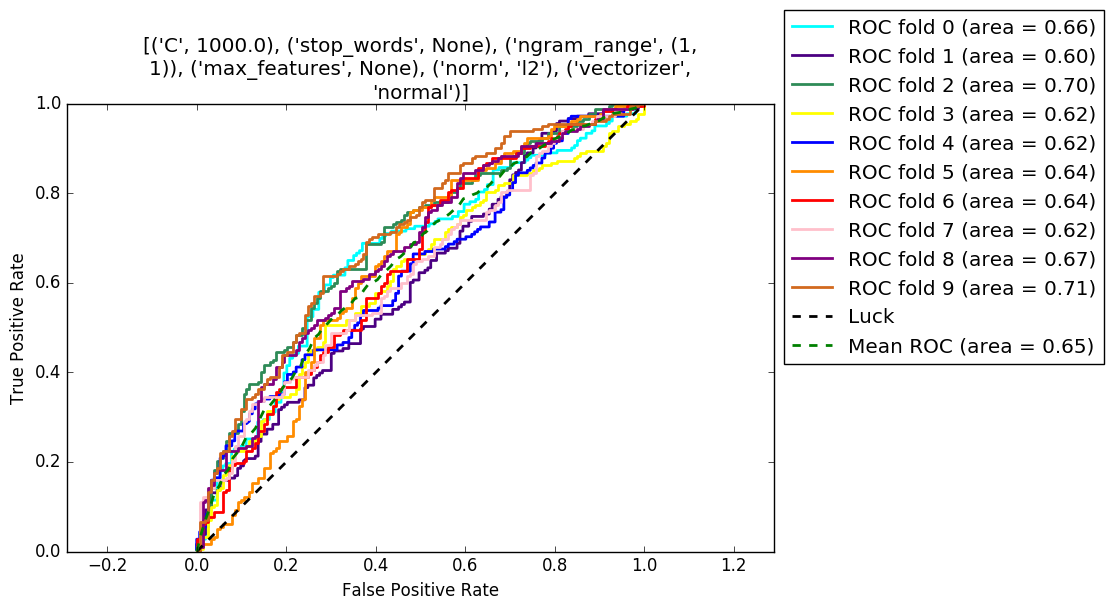 [('C', 1000.0), ('stop_words', None), ('ngram_range', (1,
1)), ('max_features', None), ('norm', 'l2'), ('vectorizer',
'normal')]
ROC fold 0 (area = 0.66)
ROC fold 1 (area = 0.60)
ROC fold 2 (area = 0.70)
ROC fold 3 (area = 0.62)
ROC fold 4 (area = 0.62)
ROC fold 5 (area = 0.64)
ROC fold 6 (area = 0.64)
ROC fold 7 (area = 0.62)
ROC fold 8 (area = 0.67)
ROC fold 9 (area = 0.71)
Luck
Mean ROC (area = 0.65)
True Positive Rate
1.0
0.8
0.6
0.4
0.2
0.0
−0.2
0.0
0.2
0.4
0.6
0.8
1.0
1.2
False Positive Rate